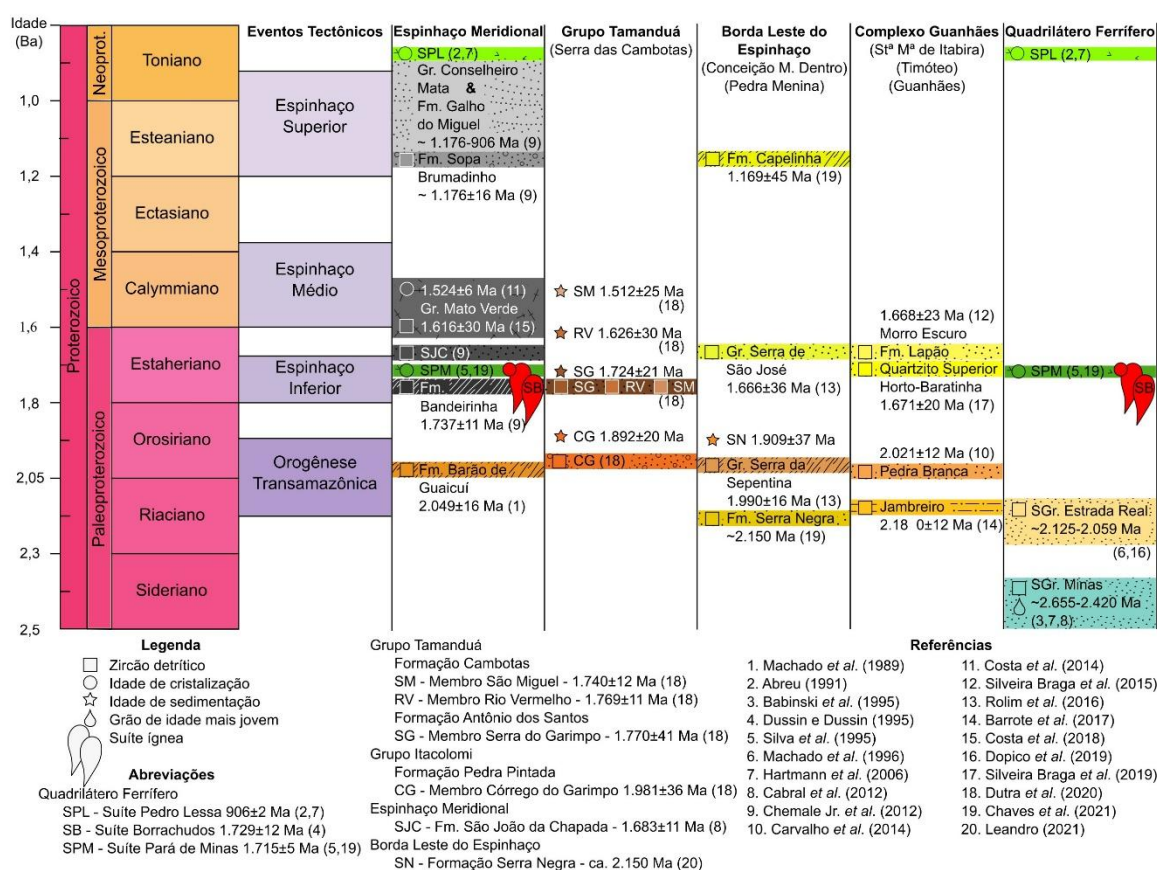 Idade
(Ba)
Eventos Tectônicos
Espinhaço Meridional
Grupo Tamanduá
(Serra das Cambotas)
Borda Leste do
Espinhaço
(Conceição M. Dentro)
(Pedra Menina)
Complexo Guanhães
(Stª Mª de Itabira)
(Timóteo)
(Guanhães)
Quadrilátero Ferrífero
1,0
1,2
1,4
1,6
1,8
2,05
2,3
2,5
Proterozoico
Neoprot.
Mesoproterozoico
Paleoproterozoico
Toniano
Esteaniano
Ectasiano
Calymmiano
Estaheriano
Orosiriano
Riaciano
Sideriano
Espinhaço
Superior
Espinhaço
Médio
Espinhaço
Inferior
Orogênese
Transamazônica
SPL (2,7)
Gr. Conselheiro
Mata &
Fm. Galho
do Miguel
~ 1.176-906 Ma (9)
Fm. Sopa
Brumadinho
~ 1.176±16 Ma (9)
1.524±6 Ma (11)
Gr. Mato Verde
1.616±30 Ma (15)
SJC (9)
SPM (5,19)
Fm.
Bandeirinha
1.737±11 Ma (9)
SB
Fm. Barão de
Guaicuí
2.049±16 Ma (1)
SM 1.512±25 Ma
(18)
RV 1.626±30 Ma
(18)
SG 1.724±21 Ma
SG RV SM
(18)
CG 1.892±20 Ma
CG (18)
Fm. Capelinha
1.169±45 Ma (19)
Gr. Serra de
São José
1.666±36 Ma (13)
SN 1.909±37 Ma
Gr. Serra da
Sepentina
1.990±16 Ma (13)
Fm. Serra Negra
~2.150 Ma (19)
1.668±23 Ma (12)
Morro Escuro
Fm. Lapão
Quartzito Superior
Horto-Baratinha
1.671±20 Ma (17)
2.021±12 Ma (10)
Pedra Branca
Jambreiro
2.18 0±12 Ma (14)
SPL (2,7)
SPM (5,19)
SB
SGr. Estrada Real
~2.125-2.059 Ma
(6,16)
SGr. Minas
~2.655-2.420 Ma
(3,7,8)
Legenda
Zircão detrítico
Idade de cristalização
Idade de sedimentação
Grão de idade mais jovem
Suíte ígnea
Abreviações
Quadrilátero Ferrífero
SPL - Suíte Pedro Lessa 906±2 Ma (2,7)
SB - Suíte Borrachudos 1.729±12 Ma (4)
SPM - Suíte Pará de Minas 1.715±5 Ma (5,19)
Grupo Tamanduá
Formação Cambotas
SM - Membro São Miguel - 1.740±12 Ma (18)
RV - Membro Rio Vermelho - 1.769±11 Ma (18)
Formação Antônio dos Santos
SG - Membro Serra do Garimpo - 1.770±41 Ma (18)
Grupo Itacolomi
Formação Pedra Pintada
CG - Membro Córrego do Garimpo 1.981±36 Ma (18)
Espinhaço Meridional
SJC - Fm. São João da Chapada - 1.683±11 Ma (8)
Borda Leste do Espinhaço
SN - Formação Serra Negra - ca. 2.150 Ma (20)
Referências
1. Machado et al. (1989)
2. Abreu (1991)
3. Babinski et al. (1995)
4. Dussin e Dussin (1995)
5. Silva et al. (1995)
6. Machado et al. (1996)
7. Hartmann et al. (2006)
8. Cabral et al. (2012)
9. Chemale Jr. et al. (2012)
10. Carvalho et al. (2014)
11. Costa et al. (2014)
12. Silveira Braga et al. (2015)
13. Rolim et al. (2016)
14. Barrote et al. (2017)
15. Costa et al. (2018)
16. Dopico et al. (2019)
17. Silveira Braga et al. (2019)
18. Dutra et al. (2020)
19. Chaves et al. (2021)
20. Leandro (2021)